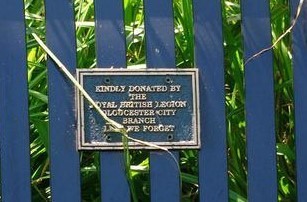 KINDLY DONATED BY
THE
ROYAL BRITISH LEGION
GLOUCESTER CITY
BRANCH
LEST WE FORGET